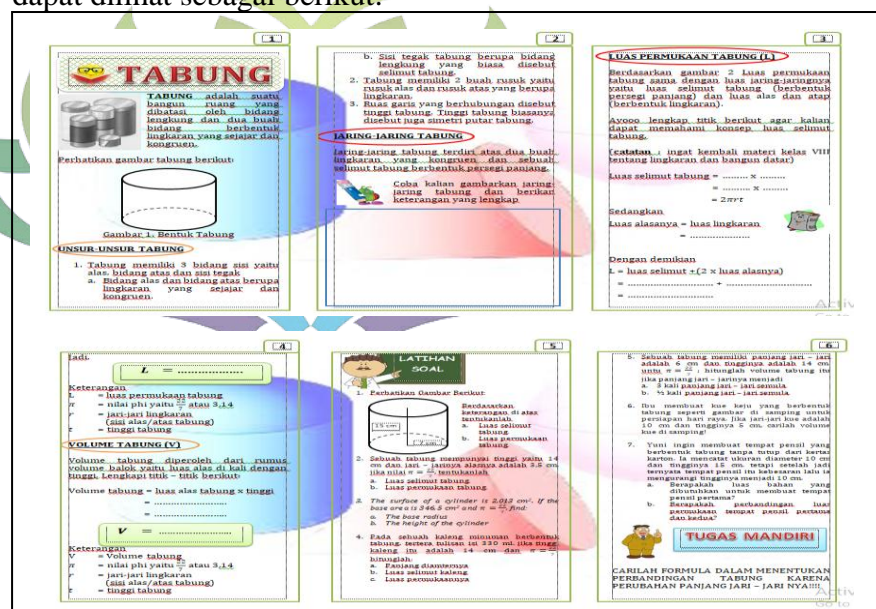 dapat dilihat sebagai berikut:
1
TABUNG
TABUNG adalah suatu
bangun ruang yang
dibatasi oleh bidang
lengkung dan dua buah
bidang berbentuk
lingkaran yang sejajar dan
kongruen.
Perhatikan gambar tabung berikut:
Gambar 1. Bentuk Tabung
UNSUR-UNSUR TABUNG
1. Tabung memiliki 3 bidang sisi yaitu
alas, bidang atas dan sisi tegak
a. Bidang alas dan bidang atas berupa
lingkaran yang sejajar dan
kongruen.
2
b. Sisi tegak tabung berupa bidang
lengkung yang biasa disebut
selimut tabung.
2. Tabung memiliki 2 buah rusuk yaitu
rusuk alas dan rusuk atas yang berupa
lingkaran.
3. Ruas garis yang berhubungan disebut
tinggi tabung. Tinggi tabung biasanya
disebut juga simetri putar tabung.
JARING-JARING TABUNG
Jaring-jaring tabung terdiri atas dua buah
lingkaran yang kongruen dan sebuah
selimut tabung berbentuk persegi panjang.
Coba kalian gambarkan jaring-
jaring tabung dan berikan
keterangan yang lengkap
3
LUAS PERMUKAAN TABUNG (L)
Berdasarkan gambar 2 Luas permukaan
tabung sama dengan luas jaring-jaringnya
yaitu luas selimut tabung (berbentuk
persegi panjang) dan luas alas dan atap
(berbentuk lingkaran).
Ayooo lengkap titik berikut agar kalian
dapat memahami konsep luas selimut
tabung.
(catatan : ingat kembali materi kelas VIII
tentang lingkaran dan bangun datar)
Luas selimut tabung = ......... x .........
= ......... x .........
= 2πrt
Sedangkan
Luas alasanya = luas lingkaran
= ....................
Dengan demikian
L = luas selimut +(2 x luas alasnya)
= ............................ + ............................
= ............................
Activ
4
Jadi,
L = ..................
Keterangan
L = luas permukaan tabung
π = nilai phi yaitu 22/7 atau 3,14
r = jari-jari lingkaran
(sisi alas/atas tabung)
t = tinggi tabung
VOLUME TABUNG (V)
Volume tabung diperoleh dari rumus
volume balok yaitu luas alas di kali dengan
tinggi. Lengkapi titik – titik berikut:
Volume tabung = luas alas tabung x tinggi
= ........................
= ........................
V = ..................
Keterangan
V = Volume tabung
π = nilai phi yaitu 22/7 atau 3,14
r = jari-jari lingkaran
(sisi alas/atas tabung)
t = tinggi tabung
5
LATIHAN
SOAL
1. Perhatikan Gambar Berikut:
15 cm
7 cm
Berdasarkan
keterangan di atas
tentukanlah
a. Luas selimut
tabung.
b. Luas permukaan
tabung
2. Sebuah tabung mempunyai tinggi yaitu 14
cm dan jari – jarinya alasnya adalah 3.5 cm
jika nilai π = 22/7, tentukanlah
a. Luas selimut tabung
b. Luas permukaan tabung
3. The surface of a cylinder is 2.013 cm². If the
base area is 346.5 cm² and π = 22/7, find:
a. The base radius
b. The height of the cylinder
4. Pada sebuah kaleng minuman berbentuk
tabung, tertera tulisan isi 330 ml. jika tinggi
kaleng itu adalah 14 cm dan π = 22/7
hitunglah:
a. Panjang diameternya
b. Luas selimut kaleng
c. Luas permukaannya
6
5. Sebuah tabung memiliki panjang jari – jari
adalah 6 cm dan tingginya adalah 14 cm
untu π = 22/7, hitunglah volume tabung itu
jika panjang jari – jarinya menjadi
a. 3 kali panjang jari – jari semula
b. ½ kali panjang jari – jari semula.
6. Ibu membuat kue keju yang berbentuk
tabung seperti gambar di samping untuk
persiapan hari raya. Jika jari-jari kue adalah
10 cm dan tingginya 5 cm, carilah volume
kue di samping!
7. Yuni ingin membuat tempat pensil yang
berbentuk tabung tanpa tutup dari kertas
karton. Ia mencatat ukuran diameter 10 cm
dan tingginya 15 cm, tetapi setelah jadi
ternyata tempat pensil itu kebesaran lalu ia
mengurangi tingginya menjadi 10 cm.
a. Berapakah luas bahan yang
dibutuhkan untuk membuat tempat
pensil pertama?
b. Berapakah perbandingan luas
permukaan tempat pensil pertama
dan kedua?
TUGAS MANDIRI
CARILAH FORMULA DALAM MENENTUKAN
PERBANDINGAN TABUNG KARENA
PERUBAHAN PANJANG JARI – JARI NYA!!!!
Activ
Go to